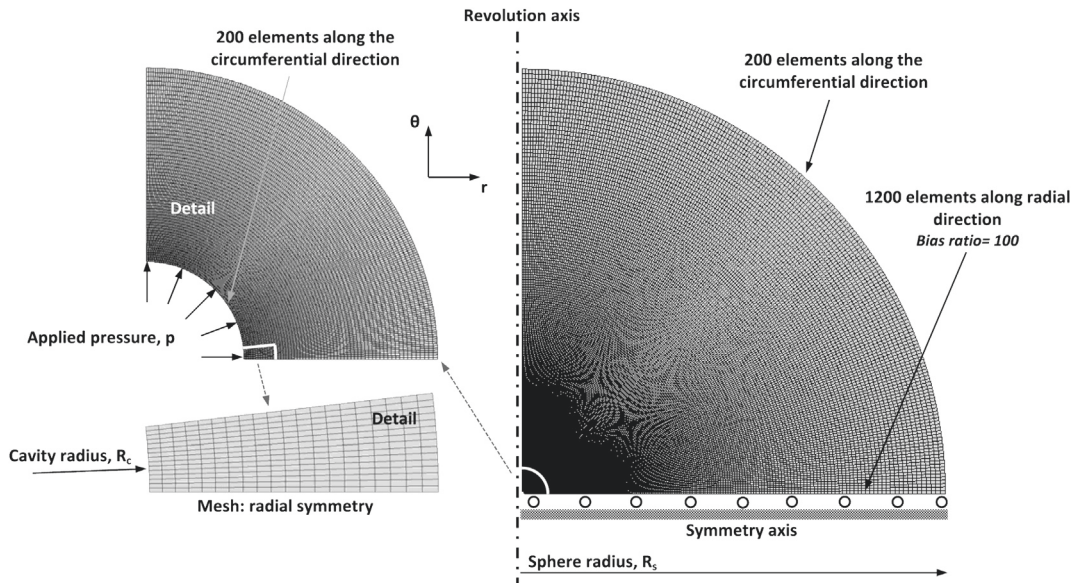 Revolution axis
200 elements along the
circumferential direction
200 elements along the
circumferential direction
θ
r
Detail
1200 elements along radial
direction
Bias ratio= 100
Applied pressure, p
Detail
Cavity radius, Rc
Mesh: radial symmetry
Symmetry axis
Sphere radius, Rs